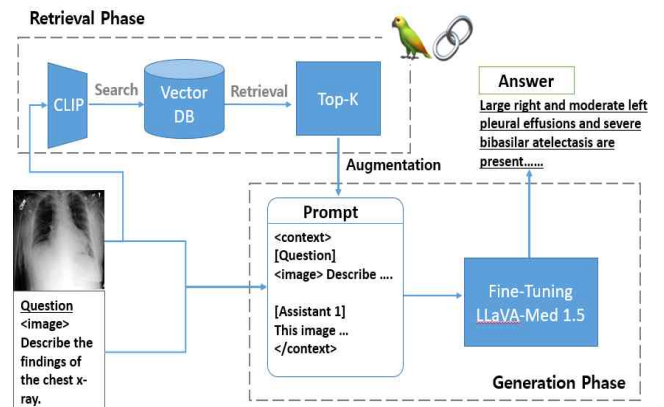 Retrieval Phase
CLIP
Search
Vector
DB
Retrieval
Top-K
Augmentation
Answer
Large right and moderate left
pleural effusions and severe
bibasilar atelectasis are
present......
Question
<image>
Describe the
findings of
the chest x-
ray.
Prompt
<context>
[Question]
<image> Describe ....
[Assistant 1]
This image ...
</context>
Fine-Tuning
LLaVA-Med 1.5
Generation Phase